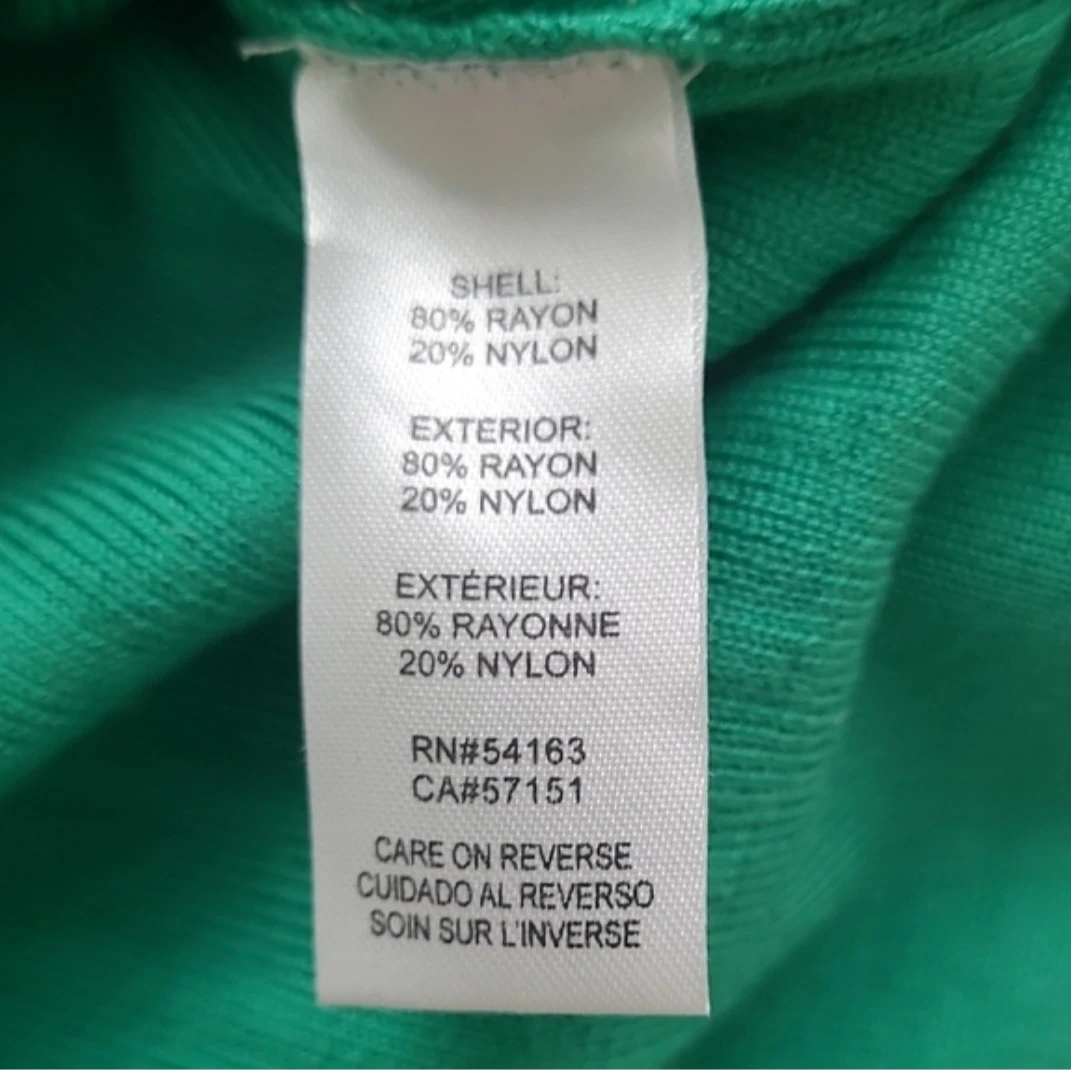 SHELL:
80% RAYON
20% NYLON
EXTERIOR:
80% RAYON
20% NYLON
EXTÉRIEUR:
80% RAYONNE
20% NYLON
RN#54163
CA#57151
CARE ON REVERSE
CUIDADO AL REVERSO
SOIN SUR L'INVERSE